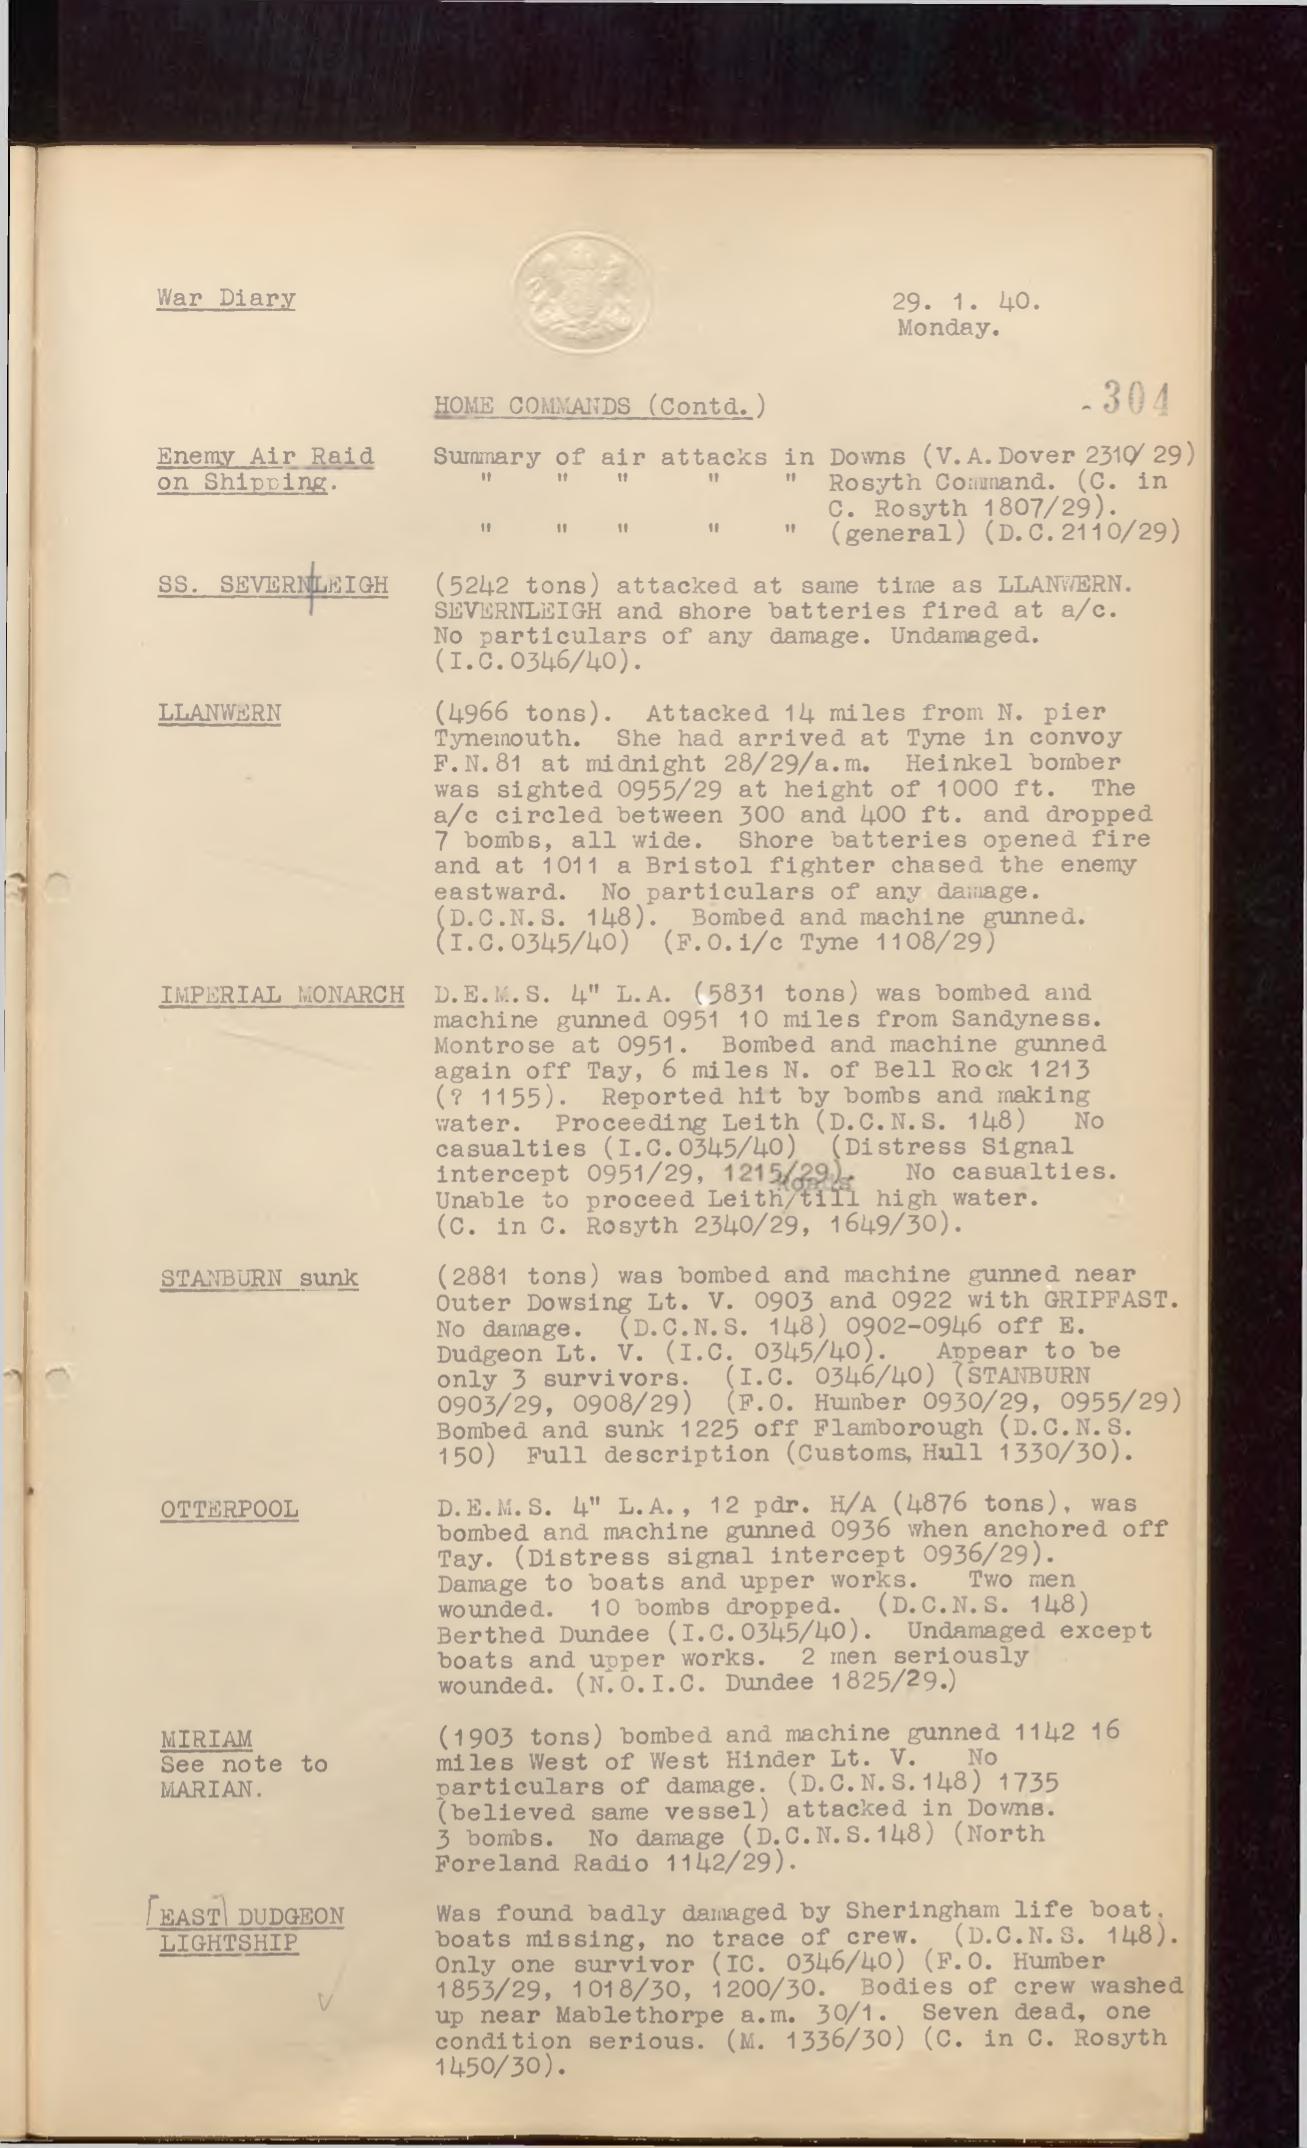 War Diary
29. 1. 40.
Monday.
HOME COMMANDS (Contd.)
304
Enemy Air Raid
on Shipping.
Summary of air attacks in Downs (V.A.Dover 2310/29)
" " " " " Rosyth Command. (C. in
C. Rosyth 1807/29).
" " " " " (general) (D.C.2110/29)
SS. SEVERNLEIGH
(5242 tons) attacked at same time as LLANWERN.
SEVERNLEIGH and shore batteries fired at a/c.
No particulars of any damage. Undamaged.
(I.C.0346/40).
LLANWERN
(4966 tons). Attacked 14 miles from N. pier
Tynemouth. She had arrived at Tyne in convoy
F.N.81 at midnight 28/29/a.m. Heinkel bomber
was sighted 0955/29 at height of 1000 ft. The
a/c circled between 300 and 400 ft. and dropped
7 bombs, all wide. Shore batteries opened fire
and at 1011 a Bristol fighter chased the enemy
eastward. No particulars of any damage.
(D.C.N.S. 148). Bombed and machine gunned.
(I.C.0345/40) (F.O.i/c Tyne 1108/29)
IMPERIAL MONARCH
D.E.M.S. 4" L.A. (5831 tons) was bombed and
machine gunned 0951 10 miles from Sandyness.
Montrose at 0951. Bombed and machine gunned
again off Tay, 6 miles N. of Bell Rock 1213
(? 1155). Reported hit by bombs and making
water. Proceeding Leith (D.C.N.S. 148) No
casualties (I.C.0345/40) (Distress Signal
intercept 0951/29, 1215/29). No casualties.
Roads
Unable to proceed Leith/till high water.
(C. in C. Rosyth 2340/29, 1649/30).
STANBURN sunk
(2881 tons) was bombed and machine gunned near
Outer Dowsing Lt. V. 0903 and 0922 with GRIPFAST.
No damage. (D.C.N.S. 148) 0902-0946 off E.
Dudgeon Lt. V. (I.C. 0345/40). Appear to be
only 3 survivors. (I.C. 0346/40) (STANBURN
0903/29, 0908/29) (F.O. Humber 0930/29, 0955/29)
Bombed and sunk 1225 off Flamborough (D.C.N.S.
150) Full description (Customs, Hull 1330/30).
OTTERPOOL
D.E.M.S. 4" L.A., 12 pdr. H/A (4876 tons), was
bombed and machine gunned 0936 when anchored off
Tay. (Distress signal intercept 0936/29).
Damage to boats and upper works. Two men
wounded. 10 bombs dropped. (D.C.N.S. 148)
Berthed Dundee (I.C.0345/40). Undamaged except
boats and upper works. 2 men seriously
wounded. (N.O.I.C. Dundee 1825/29.)
MIRIAM
See note to
MARIAN.
(1903 tons) bombed and machine gunned 1142 16
miles West of West Hinder Lt. V. No
particulars of damage. (D.C.N.S.148) 1735
(believed same vessel) attacked in Downs.
3 bombs. No damage (D.C.N.S.148) (North
Foreland Radio 1142/29).
[EAST] DUDGEON
LIGHTSHIP
Was found badly damaged by Sheringham life boat.
boats missing, no trace of crew. (D.C.N.S. 148).
Only one survivor (IC. 0346/40) (F.O. Humber
1853/29, 1018/30, 1200/30. Bodies of crew washed
up near Mablethorpe a.m. 30/1. Seven dead, one
condition serious. (M. 1336/30) (C. in C. Rosyth
1450/30).